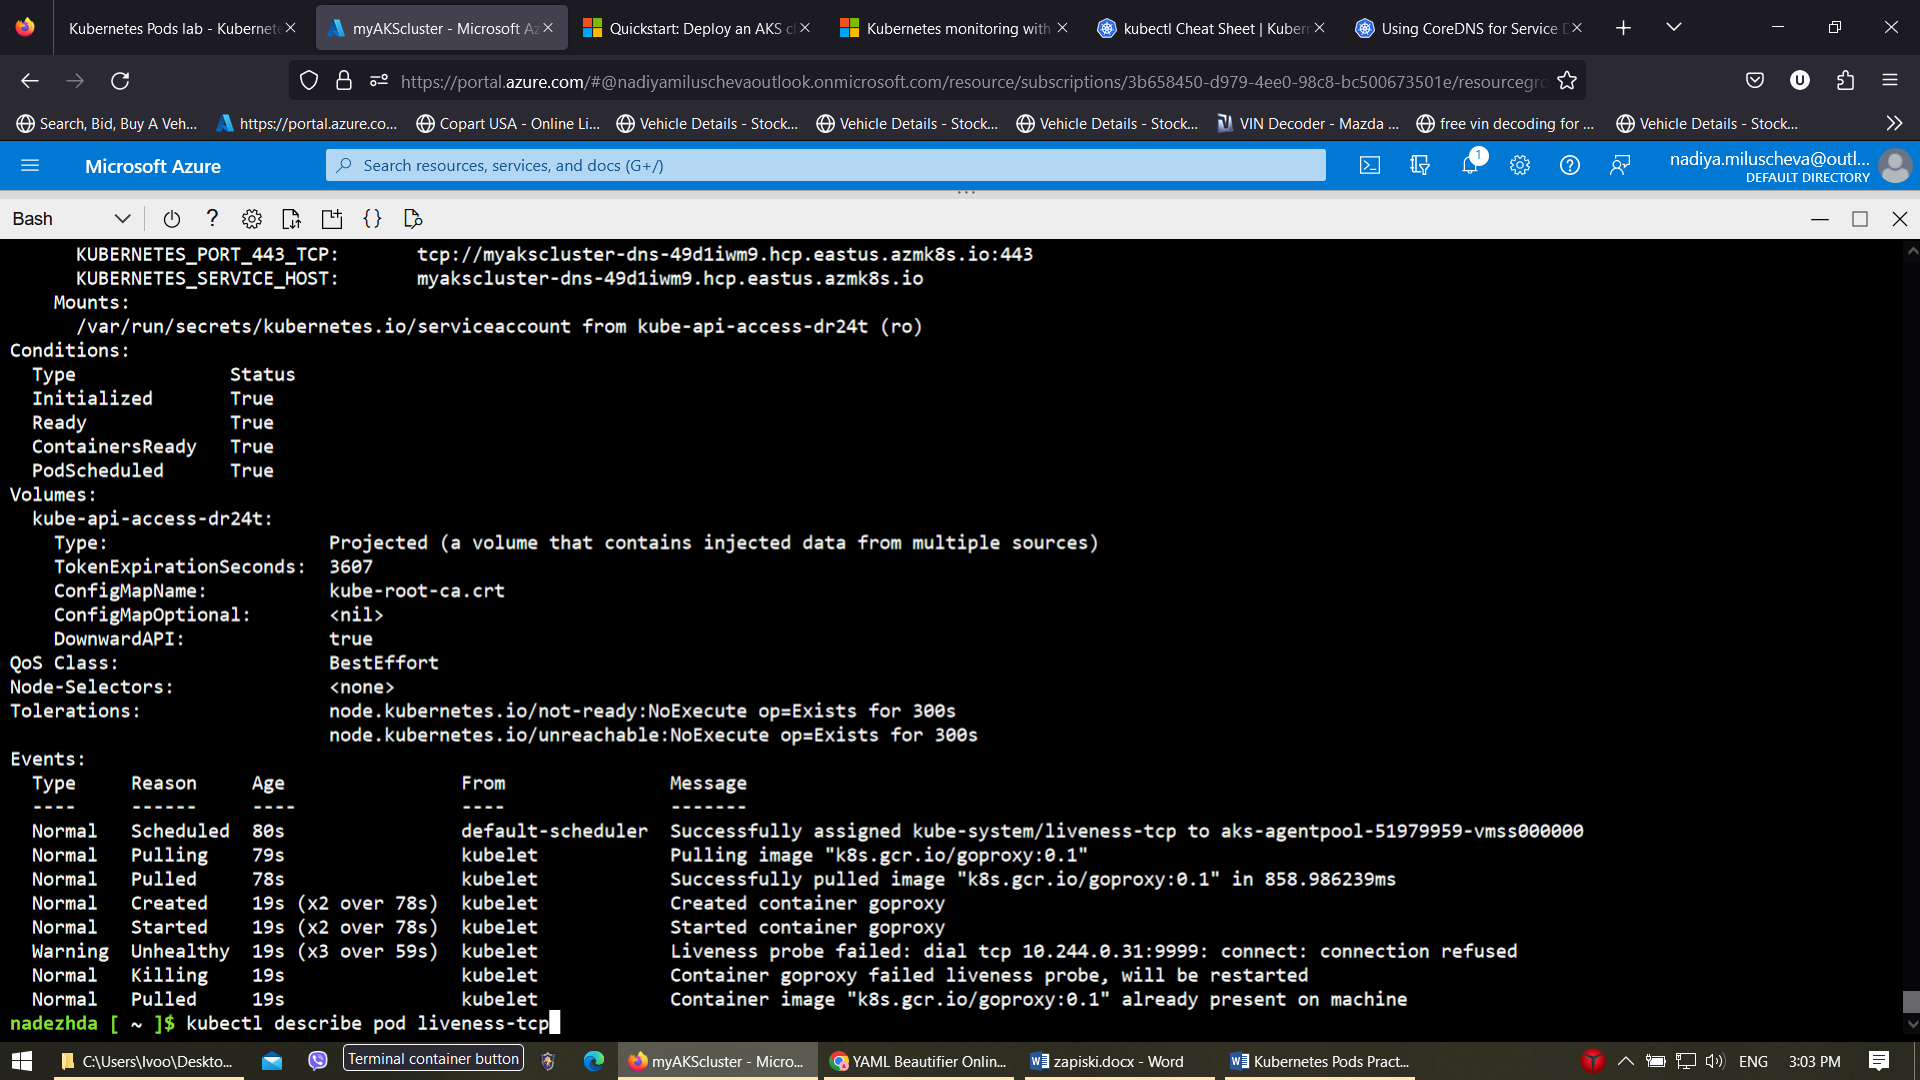 Kubernetes Pods lab - Kubernete
myAKScluster - Microsoft Az
Quickstart: Deploy an AKS cl
Kubernetes monitoring with
kubectl Cheat Sheet | Kubern
Using CoreDNS for Service D
https://portal.azure.com/#@nadiyamiluschevaoutlook.onmicrosoft.com/resource/subscriptions/3b658450-d979-4ee0-98c8-bc500673501e/resourcegro
Search, Bid, Buy A Veh...
https://portal.azure.co...
Copart USA - Online Li...
Vehicle Details - Stock...
Vehicle Details - Stock...
Vehicle Details - Stock...
VIN Decoder - Mazda ...
free vin decoding for ...
Vehicle Details - Stock...
Microsoft Azure
Search resources, services, and docs (G+/)
1
nadiya.miluscheva@outl...
DEFAULT DIRECTORY
Bash
KUBERNETES_PORT_443_TCP: tcp://myakscluster-dns-49d1iwm9.hcp.eastus.azmk8s.io:443
KUBERNETES_SERVICE_HOST: myakscluster-dns-49d1iwm9.hcp.eastus.azmk8s.io
Mounts:
/var/run/secrets/kubernetes.io/serviceaccount from kube-api-access-dr24t (ro)
Conditions:
Type Status
Initialized True
Ready True
ContainersReady True
PodScheduled True
Volumes:
kube-api-access-dr24t:
Type: Projected (a volume that contains injected data from multiple sources)
TokenExpirationSeconds: 3607
ConfigMapName: kube-root-ca.crt
ConfigMapOptional: <nil>
DownwardAPI: true
QoS Class: BestEffort
Node-Selectors: <none>
Tolerations: node.kubernetes.io/not-ready:NoExecute op=Exists for 300s
node.kubernetes.io/unreachable:NoExecute op=Exists for 300s
Events:
Type Reason Age From Message
---- ------ ---- ---- -------
Normal Scheduled 80s default-scheduler Successfully assigned kube-system/liveness-tcp to aks-agentpool-51979959-vmss000000
Normal Pulling 79s kubelet Pulling image "k8s.gcr.io/goproxy:0.1"
Normal Pulled 78s kubelet Successfully pulled image "k8s.gcr.io/goproxy:0.1" in 858.986239ms
Normal Created 19s (x2 over 78s) kubelet Created container goproxy
Normal Started 19s (x2 over 78s) kubelet Started container goproxy
Warning Unhealthy 19s (x3 over 59s) kubelet Liveness probe failed: dial tcp 10.244.0.31:9999: connect: connection refused
Normal Killing 19s kubelet Container goproxy failed liveness probe, will be restarted
Normal Pulled 19s kubelet Container image "k8s.gcr.io/goproxy:0.1" already present on machine
nadezhda [ ~ ]$ kubectl describe pod liveness-tcp
C:\Users\Ivoo\Deskto...
Terminal container button
myAKScluster - Micro...
YAML Beautifier Onlin...
zapiski.docx - Word
Kubernetes Pods Pract...
ENG
3:03 PM